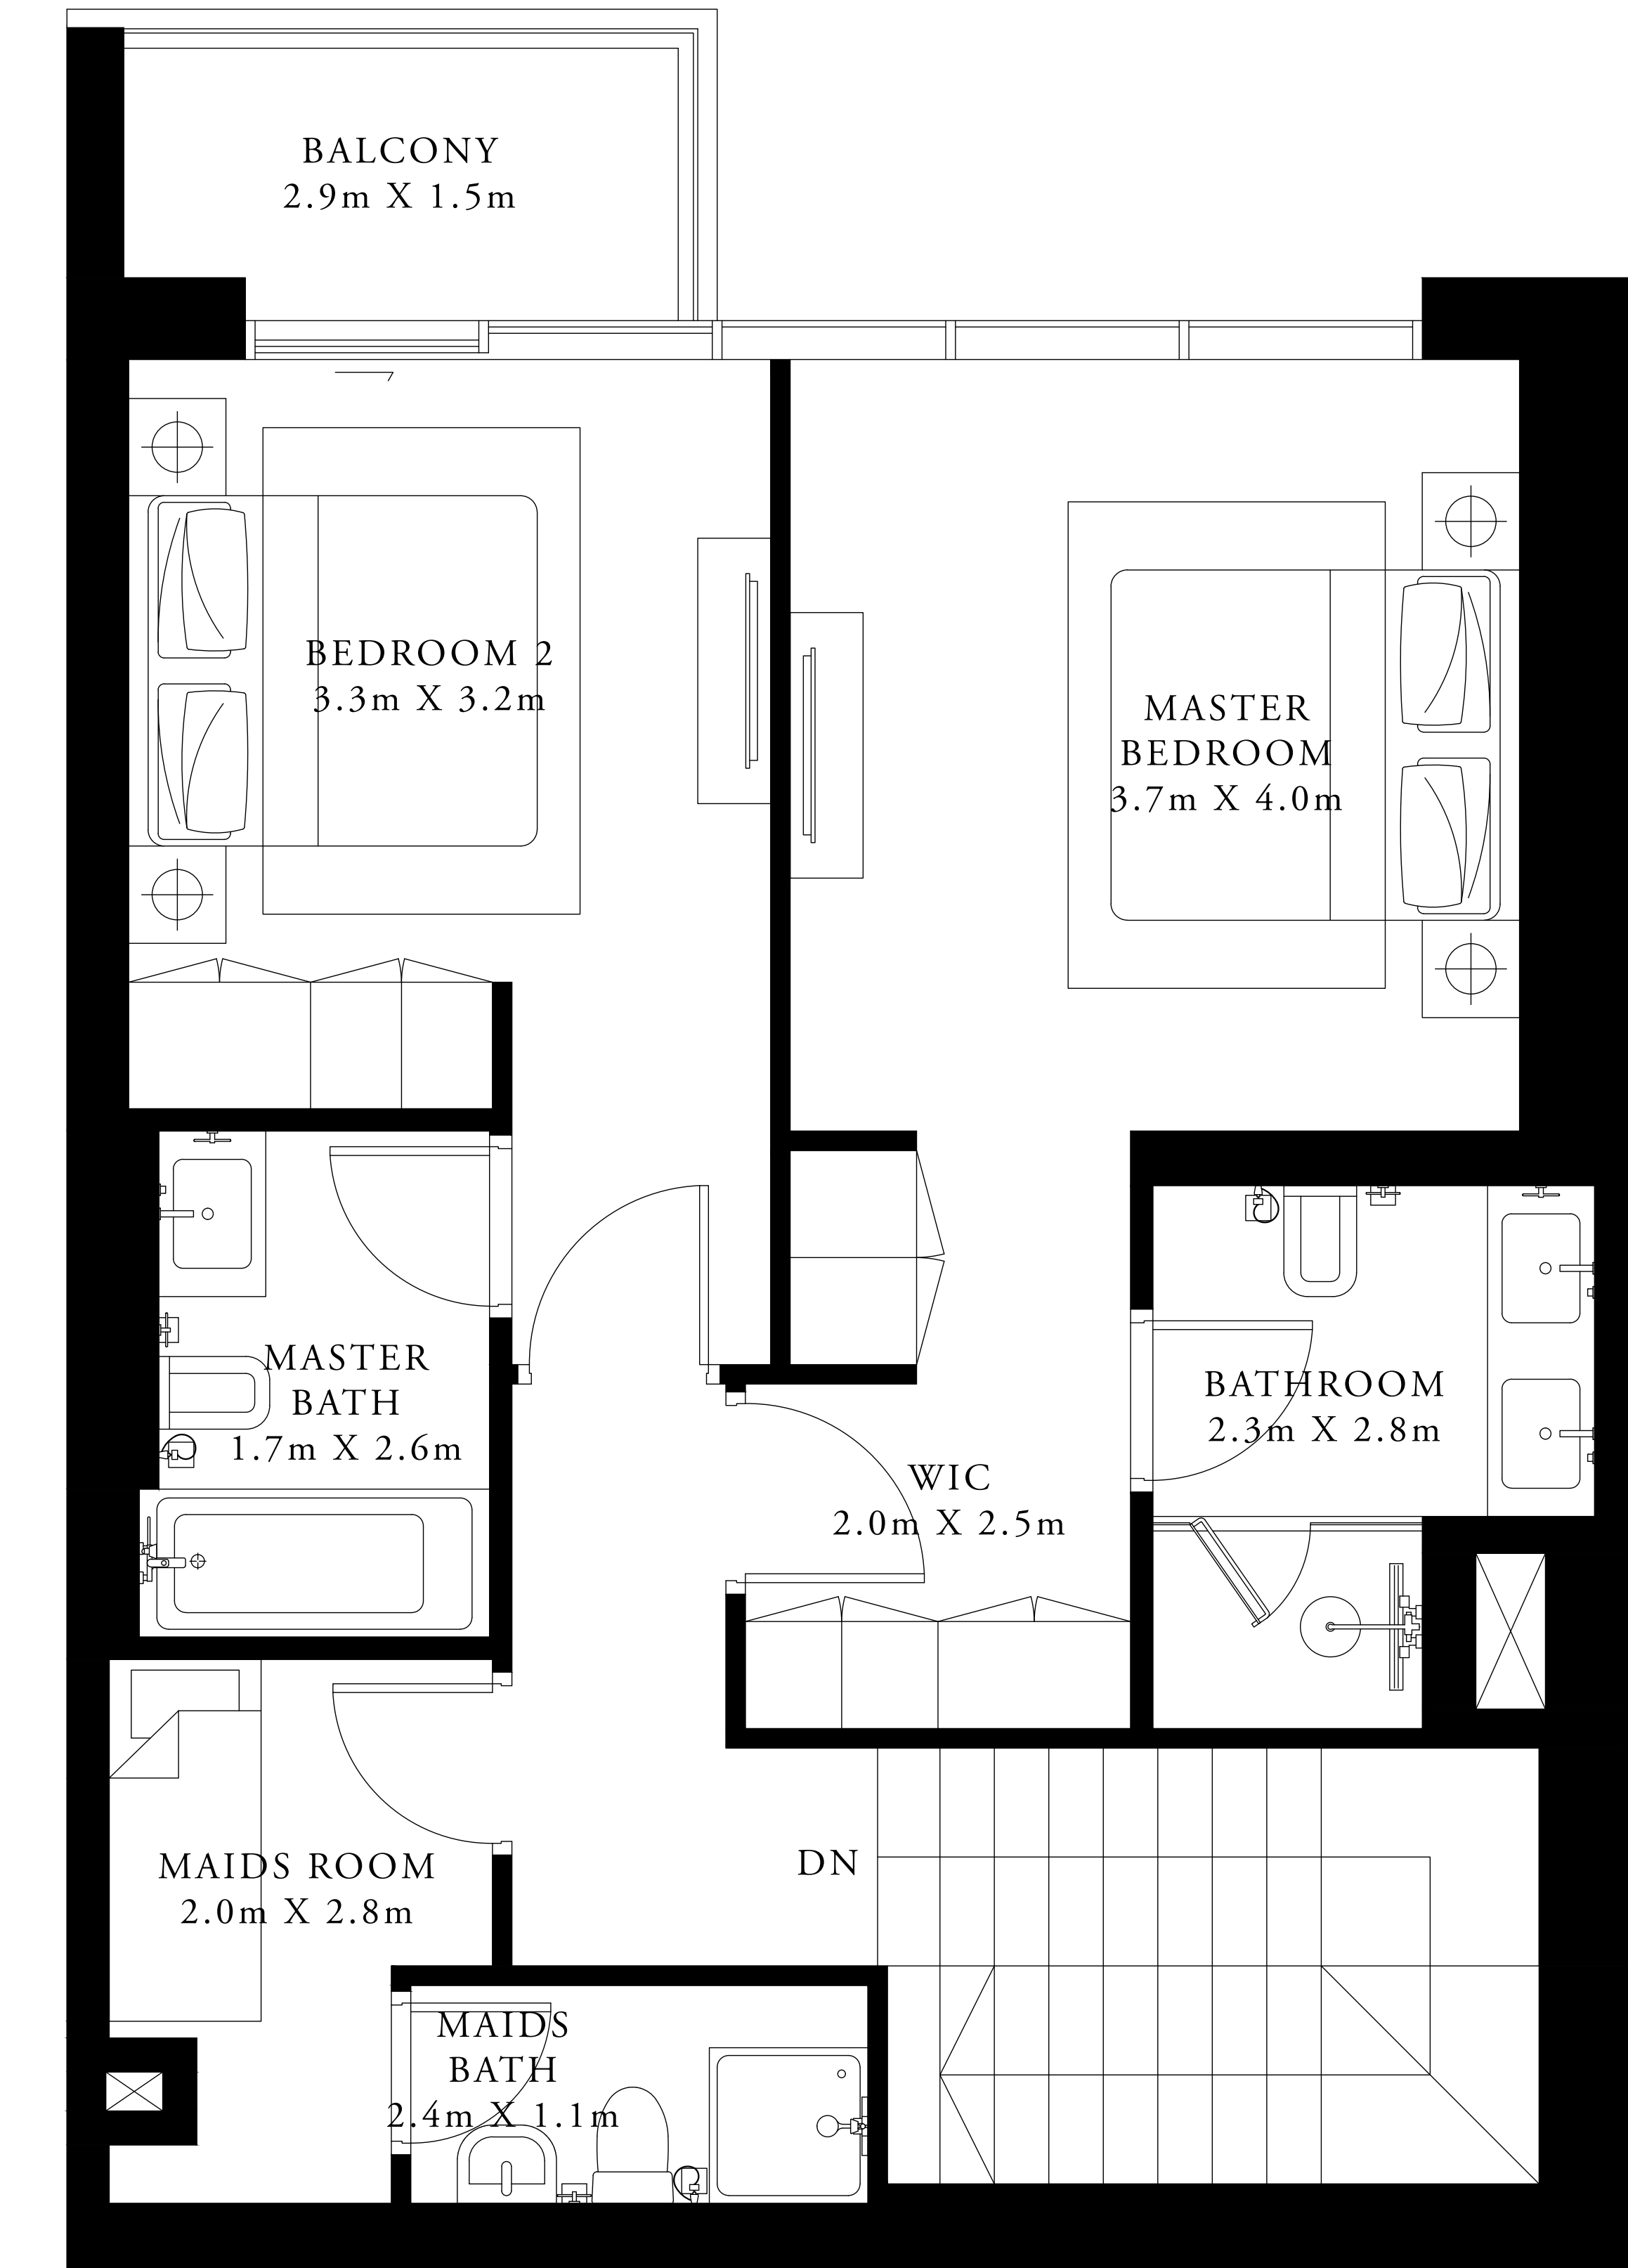 BALCONY
2.9m X 1.5m
BEDROOM 2
3.3m X 3.2m
MASTER
BEDROOM
3.7m X 4.0m
MASTER
BATH
1.7m X 2.6m
BATHROOM
2.3m X 2.8m
WIC
2.0m X 2.5m
MAIDS ROOM
2.0m X 2.8m
DN
MAIDS
BATH
2.4m X 1.1m